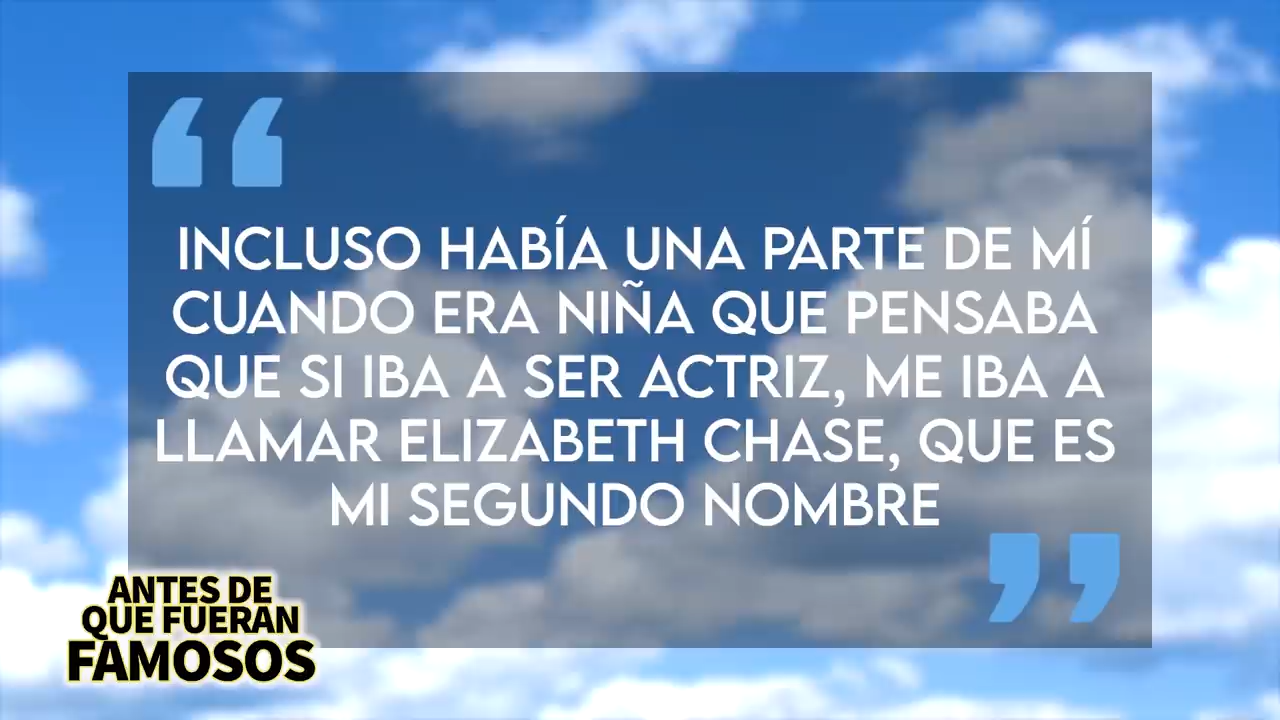 INCLUSO HABÍA UNA PARTE DE MÍ
CUANDO ERA NIÑA QUE PENSABA
QUE SI IBA A SER ACTRIZ, ME IBA A
LLAMAR ELIZABETH CHASE, QUE ES
MI SEGUNDO NOMBRE
ANTES DE
QUE FUERAN
FAMOSOS